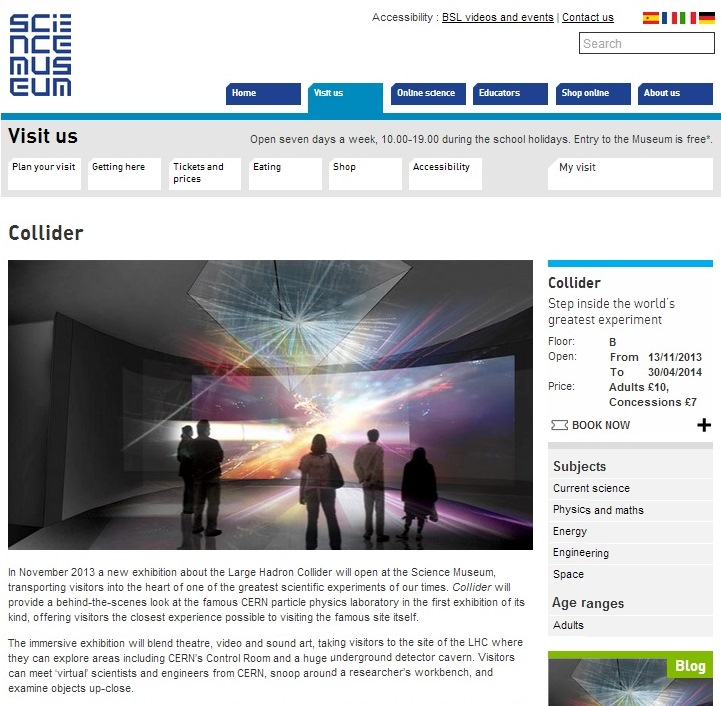 SCIENCE MUSEUM
Accessibility : BSL videos and events | Contact us
Search
Home
Visit us
Online science
Educators
Shop online
About us
Visit us
Open seven days a week, 10.00-19.00 during the school holidays. Entry to the Museum is free*.
Plan your visit
Getting here
Tickets and
prices
Eating
Shop
Accessibility
My visit
Collider
Collider
Step inside the world's
greatest experiment
Floor: B
Open: From 13/11/2013
To 30/04/2014
Price: Adults £10,
Concessions £7
BOOK NOW
Subjects
Current science
Physics and maths
Energy
Engineering
Space
Age ranges
Adults
Blog
In November 2013 a new exhibition about the Large Hadron Collider will open at the Science Museum,
transporting visitors into the heart of one of the greatest scientific experiments of our times. Collider will
provide a behind-the-scenes look at the famous CERN particle physics laboratory in the first exhibition of its
kind, offering visitors the closest experience possible to visiting the famous site itself.
The immersive exhibition will blend theatre, video and sound art, taking visitors to the site of the LHC where
they can explore areas including CERN's Control Room and a huge underground detector cavern. Visitors
can meet 'virtual' scientists and engineers from CERN, snoop around a researcher's workbench, and
examine objects up-close.